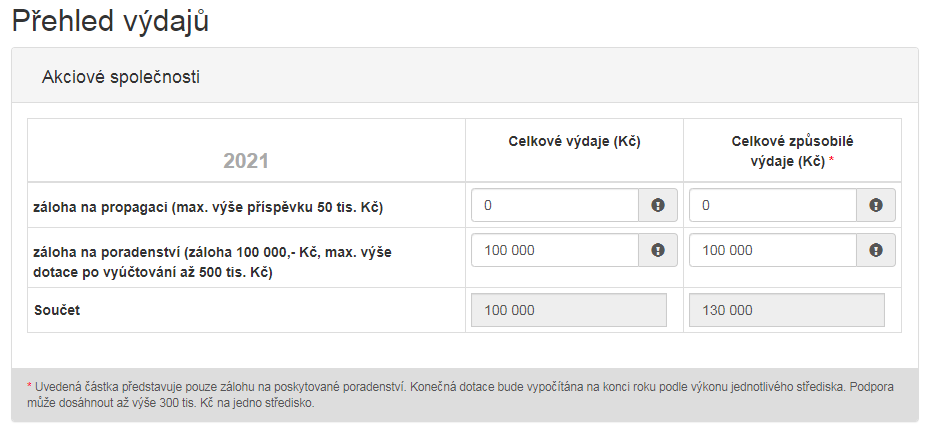 Přehled výdajů
Akciové společnosti
2021
Celkové výdaje (Kč)
Celkové způsobilé
výdaje (Kč) *
záloha na propagaci (max. výše příspěvku 50 tis. Kč)
0
0
záloha na poradenství (záloha 100 000,- Kč, max. výše
dotace po vyúčtování až 500 tis. Kč)
100 000
100 000
Součet
100 000
130 000
* Uvedená částka představuje pouze zálohu na poskytované poradenství. Konečná dotace bude vypočítána na konci roku podle výkonu jednotlivého střediska. Podpora
může dosáhnout až výše 300 tis. Kč na jedno středisko.